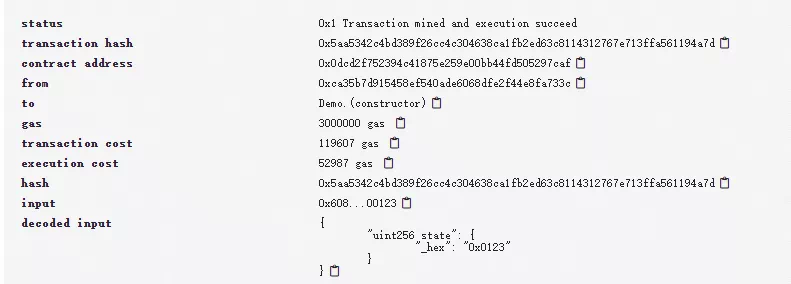 status 0x1 Transaction mined and execution succeed
transaction hash 0x5aa5342c4bd389f26cc4c304638ca1fb2ed63c8114312767e713ffa561194a7d
contract address 0x0dcd2f752394c41875e259e00bb44fd505297caf
from 0xca35b7d915458ef540ade6068dfe2f44e8fa733c
to Demo.(constructor)
gas 3000000 gas
transaction cost 119607 gas
execution cost 52987 gas
hash 0x5aa5342c4bd389f26cc4c304638ca1fb2ed63c8114312767e713ffa561194a7d
input 0x608...00123
decoded input {
"uint256 state": {
"_hex": "0x0123"
}
}